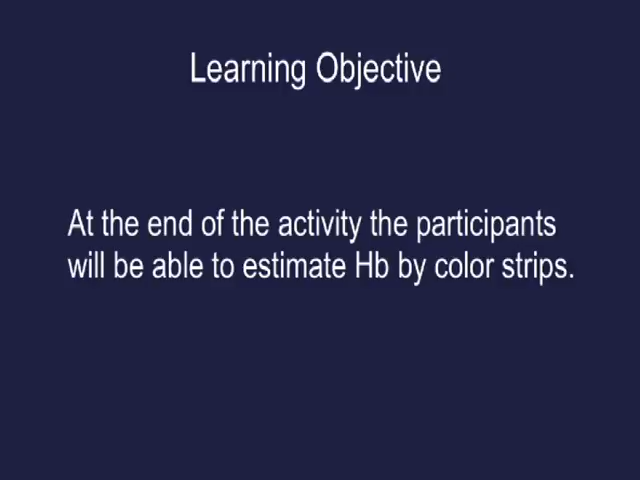 Learning Objective
At the end of the activity the participants
will be able to estimate Hb by color strips.